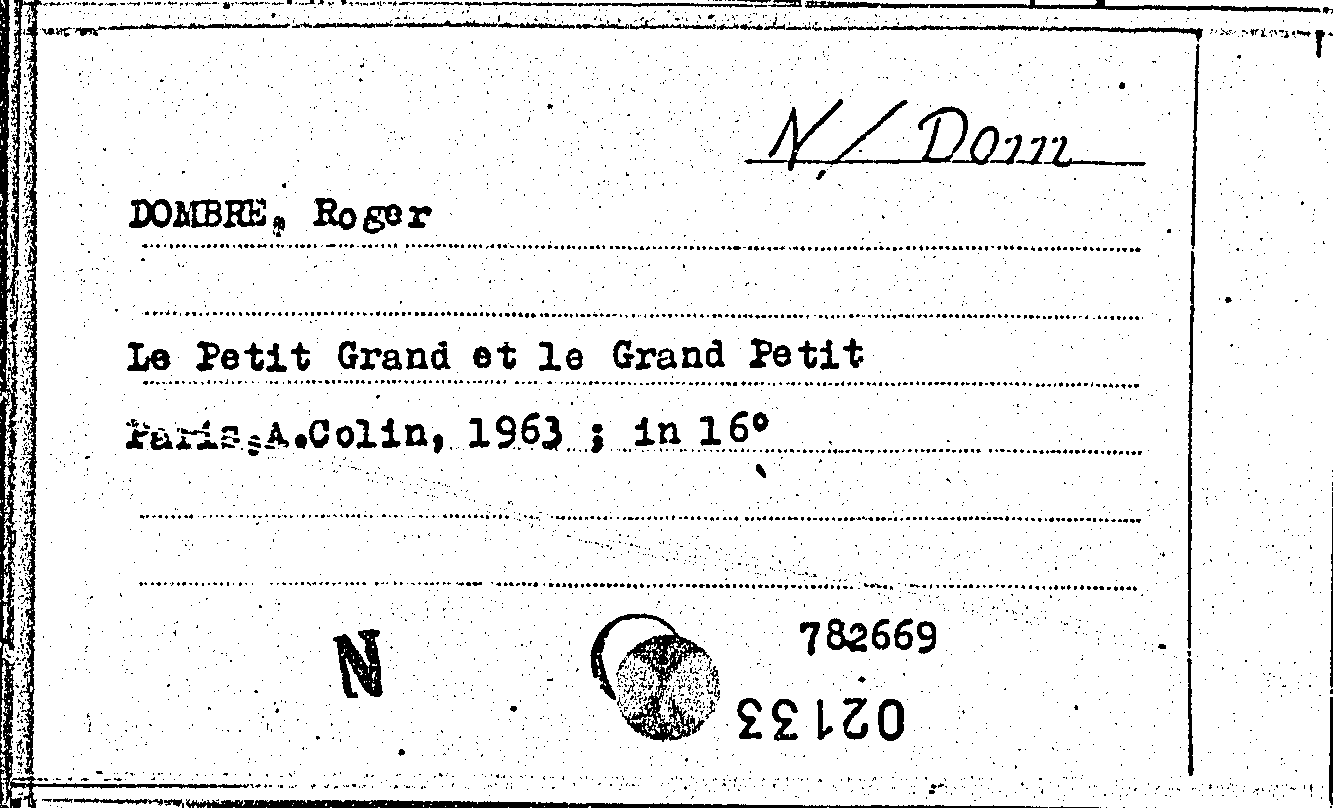 N/ Dom
DOMBRE, Roger
Le Petit Grand et le Grand Petit
Paris,A.Colin, 1963 ; in 16°
N
782669
02133